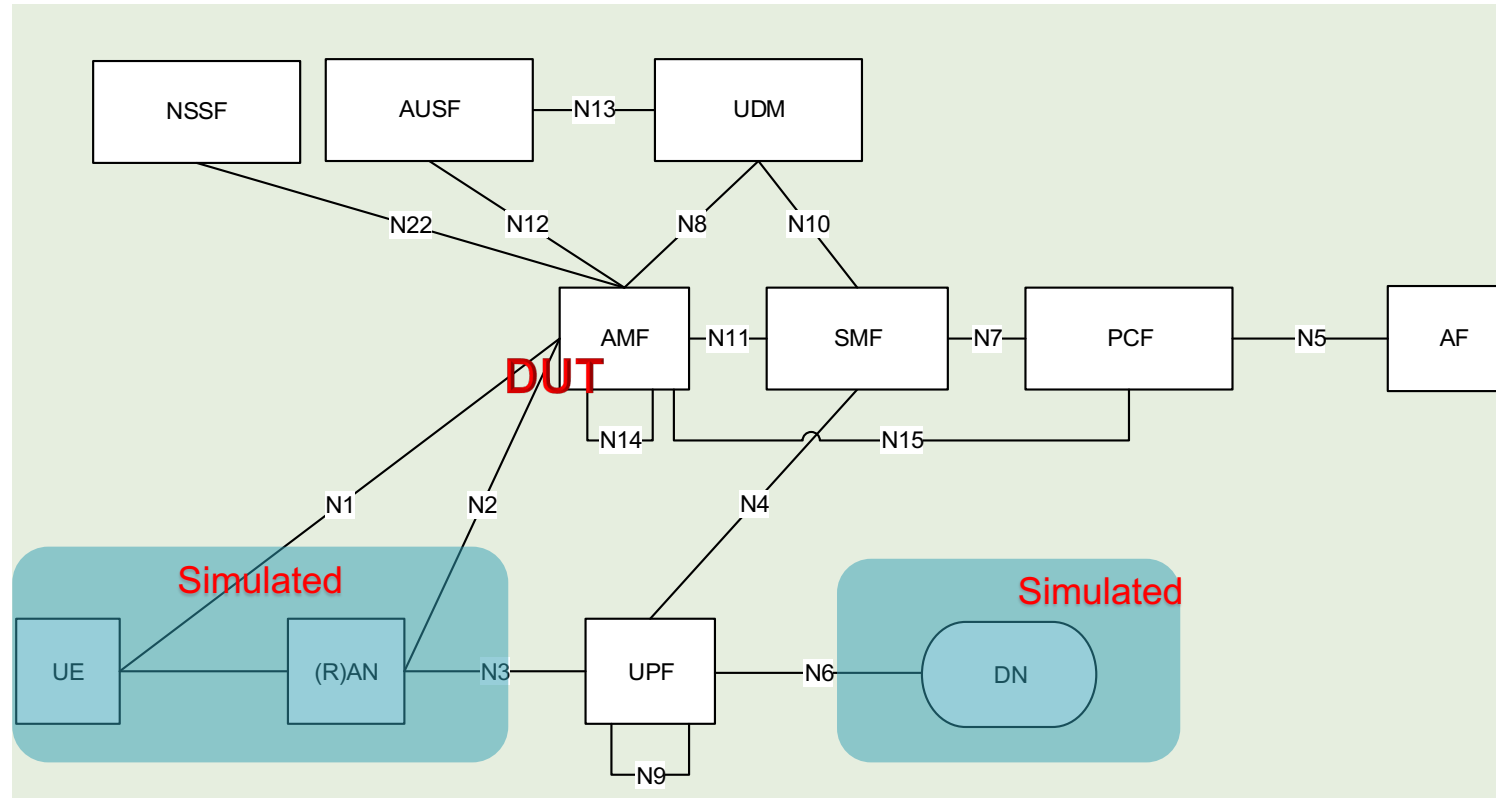 NSSF
AUSF
N13
UDM
N22
N12
N8
N10
AMF
N11
SMF
N7
PCF
N5
AF
DUT
N14
N15
N1
N2
N4
Simulated
Simulated
UE
(R)AN
N3
UPF
N6
DN
N9